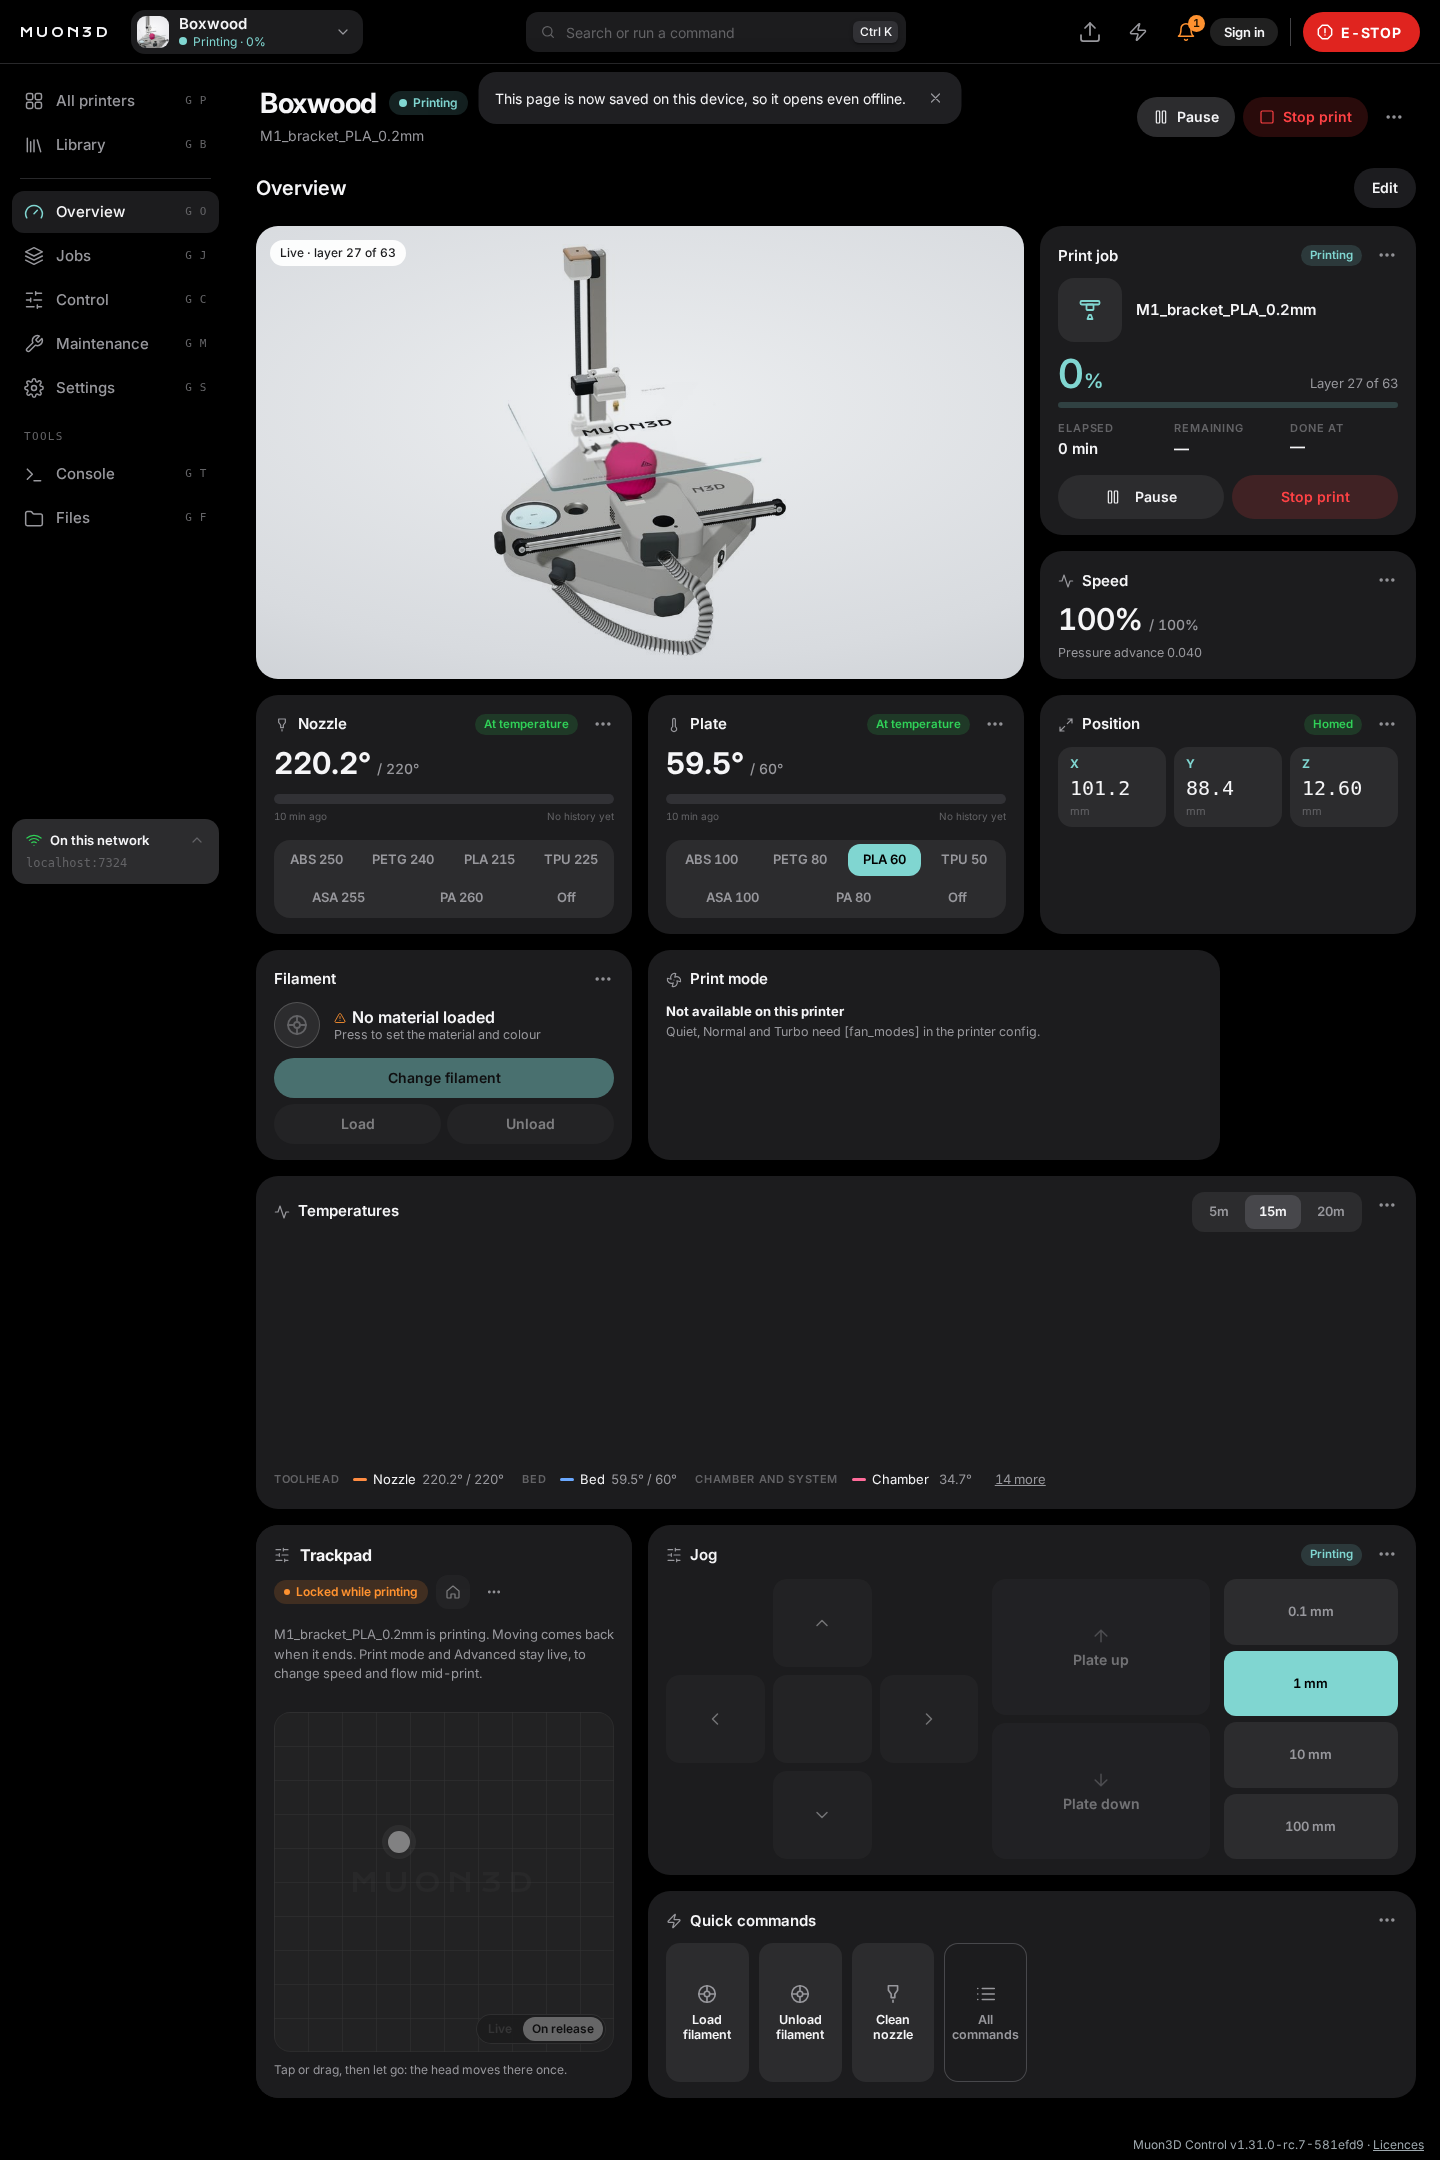 MUON3D
Boxwood
Printing · 0%
Search or run a command
Ctrl K
1
Sign in
E-STOP
All printers
G P
Library
G B
Overview
G O
Jobs
G J
Control
G C
Maintenance
G M
Settings
G S
TOOLS
Console
G T
Files
G F
On this network
localhost:7324
Boxwood
Printing
This page is now saved on this device, so it opens even offline.
M1_bracket_PLA_0.2mm
Pause
Stop print
Overview
Edit
Live · layer 27 of 63
MUON3D
N3D
Print job
Printing
M1_bracket_PLA_0.2mm
0%
Layer 27 of 63
ELAPSED
REMAINING
DONE AT
0 min
—
—
Pause
Stop print
Speed
100% / 100%
Pressure advance 0.040
Nozzle
At temperature
220.2° / 220°
10 min ago
No history yet
ABS 250
PETG 240
PLA 215
TPU 225
ASA 255
PA 260
Off
Plate
At temperature
59.5° / 60°
10 min ago
No history yet
ABS 100
PETG 80
PLA 60
TPU 50
ASA 100
PA 80
Off
Position
Homed
X
101.2
mm
Y
88.4
mm
Z
12.60
mm
Filament
No material loaded
Press to set the material and colour
Change filament
Load
Unload
Print mode
Not available on this printer
Quiet, Normal and Turbo need [fan_modes] in the printer config.
Temperatures
5m
15m
20m
TOOLHEAD
Nozzle 220.2° / 220°
BED
Bed 59.5° / 60°
CHAMBER AND SYSTEM
Chamber 34.7°
14 more
Trackpad
Locked while printing
M1_bracket_PLA_0.2mm is printing. Moving comes back
when it ends. Print mode and Advanced stay live, to
change speed and flow mid-print.
MUON3D
Live
On release
Tap or drag, then let go: the head moves there once.
Jog
Printing
Plate up
Plate down
0.1 mm
1 mm
10 mm
100 mm
Quick commands
Load
filament
Unload
filament
Clean
nozzle
All
commands
Muon3D Control v1.31.0-rc.7-581efd9 · Licences